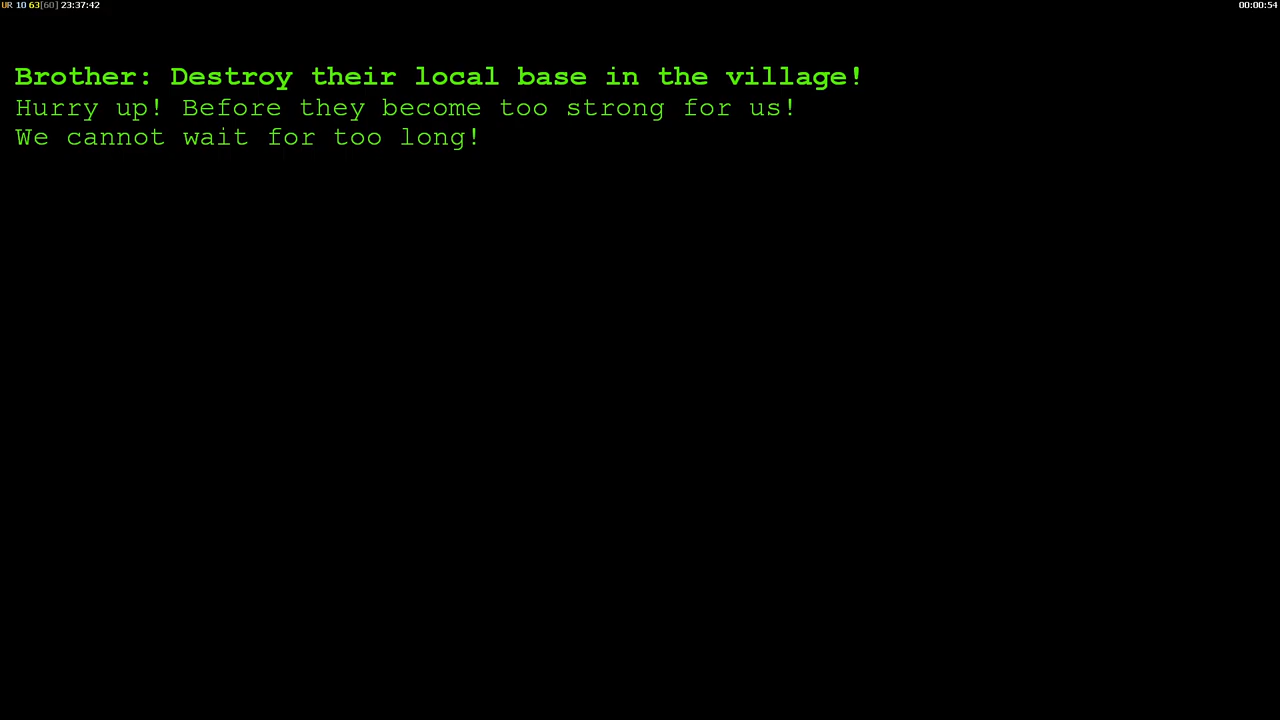 UR 10 63[60] 23:37:42
00:00:54
Brother: Destroy their local base in the village!
Hurry up! Before they become too strong for us!
We cannot wait for too long!